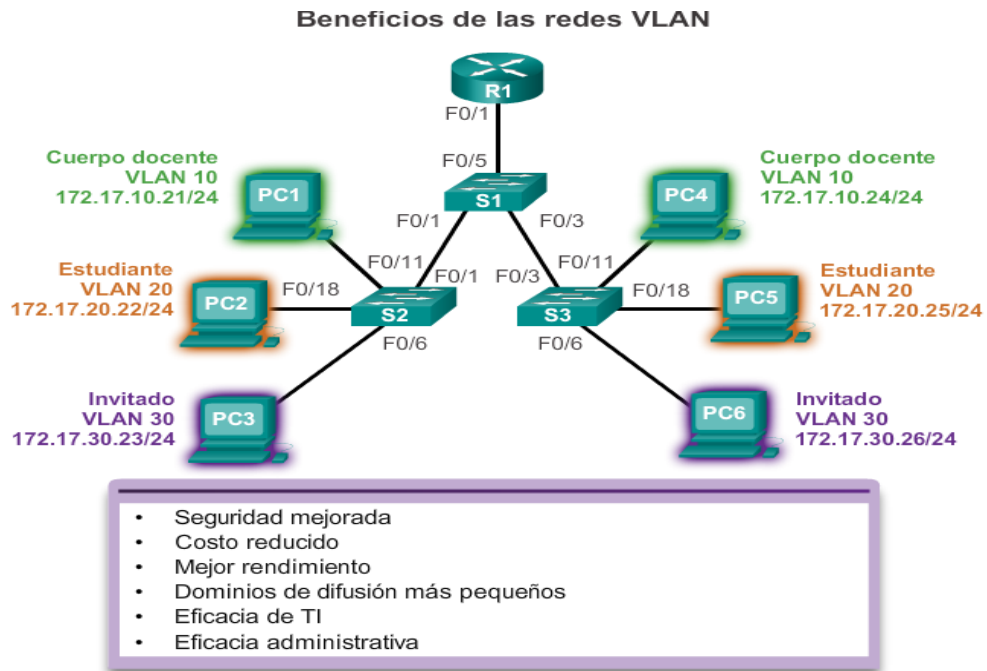 Beneficios de las redes VLAN
R1
F0/1
F0/5
S1
F0/1
F0/3
Cuerpo docente
VLAN 10
172.17.10.21/24
PC1
Cuerpo docente
VLAN 10
172.17.10.24/24
PC4
F0/11
F0/1
F0/3
F0/11
Estudiante
VLAN 20
172.17.20.22/24
PC2
F0/18
S2
F0/6
S3
F0/18
F0/6
PC5
Estudiante
VLAN 20
172.17.20.25/24
Invitado
VLAN 30
172.17.30.23/24
PC3
PC6
Invitado
VLAN 30
172.17.30.26/24
• Seguridad mejorada
• Costo reducido
• Mejor rendimiento
• Dominios de difusión más pequeños
• Eficacia de TI
• Eficacia administrativa